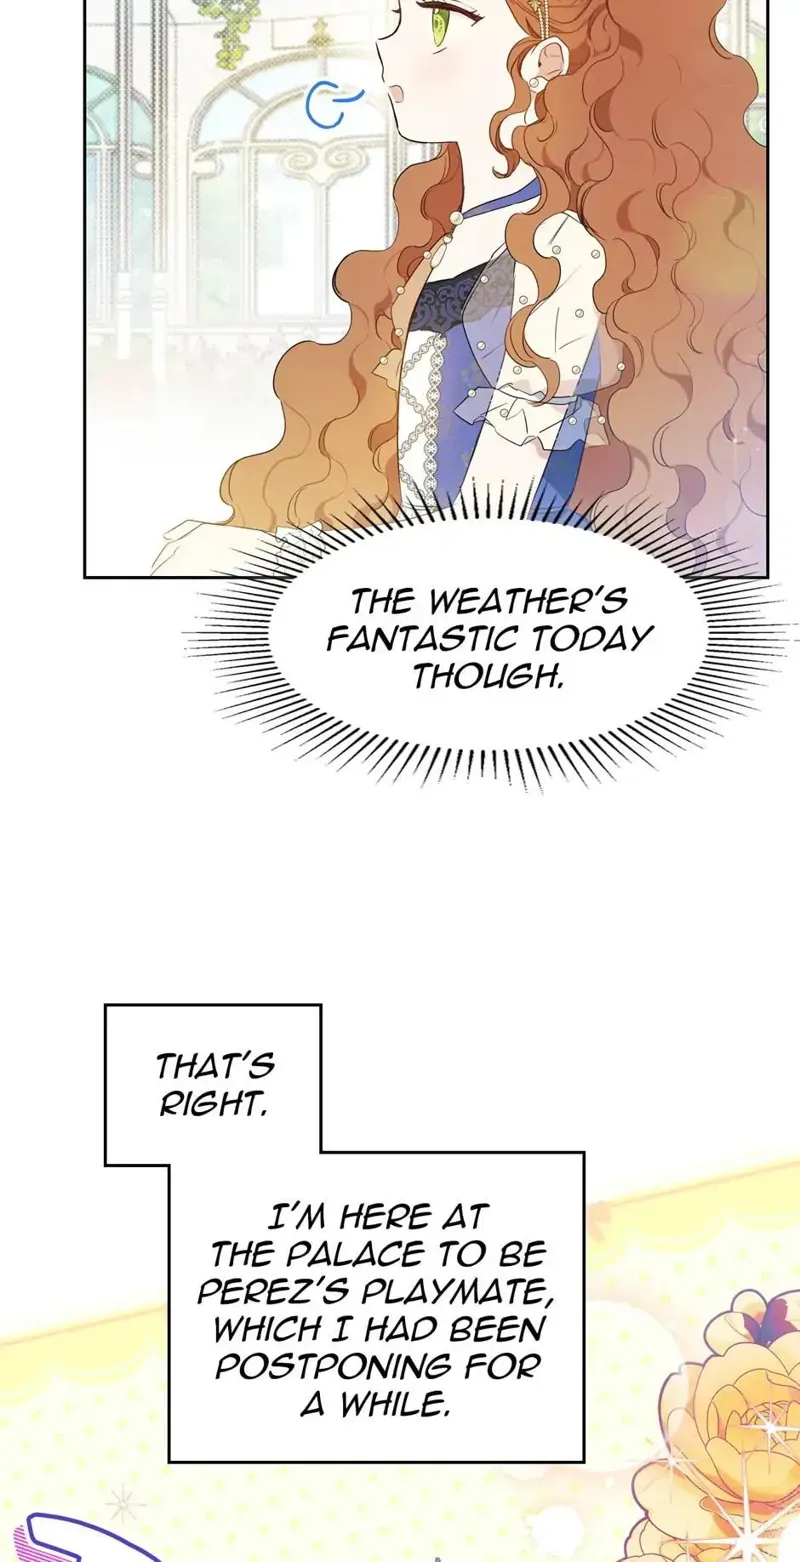 THE WEATHER'S
FANTASTIC TODAY
THOUGH.
THAT'S
RIGHT.
I'M HERE AT
THE PALACE TO BE
PEREZ'S PLAYMATE,
WHICH I HAD BEEN
POSTPONING FOR
A WHILE.